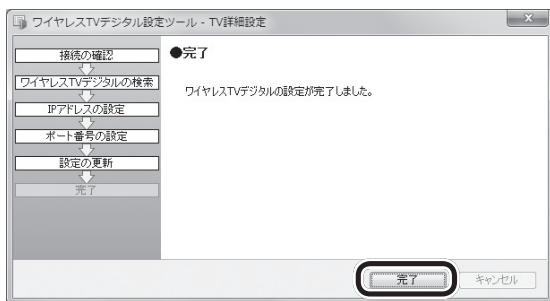 ワイヤレスTVデジタル設定ツール - TV詳細設定
接続の確認
ワイヤレスTVデジタルの検索
IPアドレスの設定
ポート番号の設定
設定の更新
完了
●完了
ワイヤレスTVデジタルの設定が完了しました。
完了
キャンセル